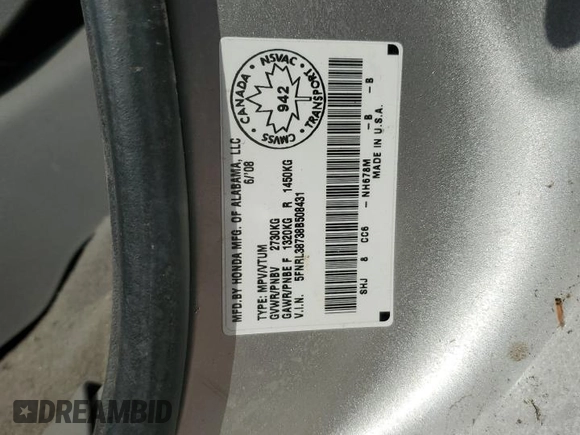 MFD.BY HONDA MFG. OF ALABAMA, LLC
6/'08
TYPE: MPV/VTUM
GVWR/PNBV 2730KG
GAWR/PNBE F 1320KG R 1450KG
V.I.N. 5FNRL38738B508431
CANADA
NSVAC
TRANSPORT
CMVSS
942
SHJ 8 CC6 - NH678M - B - B
MADE IN U.S.A.
DREAMBID